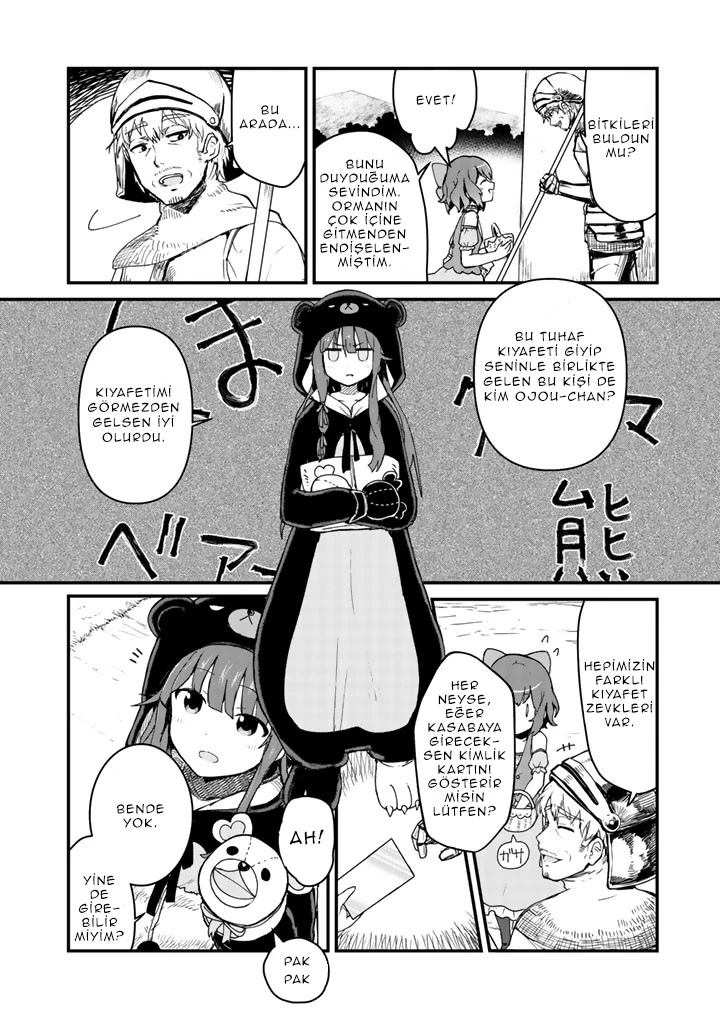 BİTKİLERİ
BULDUN
MU?
EVET!
BUNU
DUYDUĞUMA
SEVİNDİM.
ORMANIN
ÇOK İÇİNE
GİTMENDEN
ENDİŞELEN-
MİŞTİM.
BU
ARADA...
BU TUHAF
KIYAFETİ GİYİP
SENİNLE BİRLİKTE
GELEN BU KİŞİ DE
KİM OJOU-CHAN?
KIYAFETİMİ
GÖRMEZDEN
GELSEN İYİ
OLURDU.
熊
ベアー
HEPİMİZİN
FARKLI
KIYAFET
ZEVKLERİ
VAR.
HER
NEYSE,
EĞER
KASABAYA
GİRECEK-
SEN KİMLİK
KARTINI
GÖSTERİR
MİSİN
LÜTFEN?
AH!
BENDE
YOK.
YİNE
DE
GİRE-
BİLİR
MİYİM?
PAK
PAK